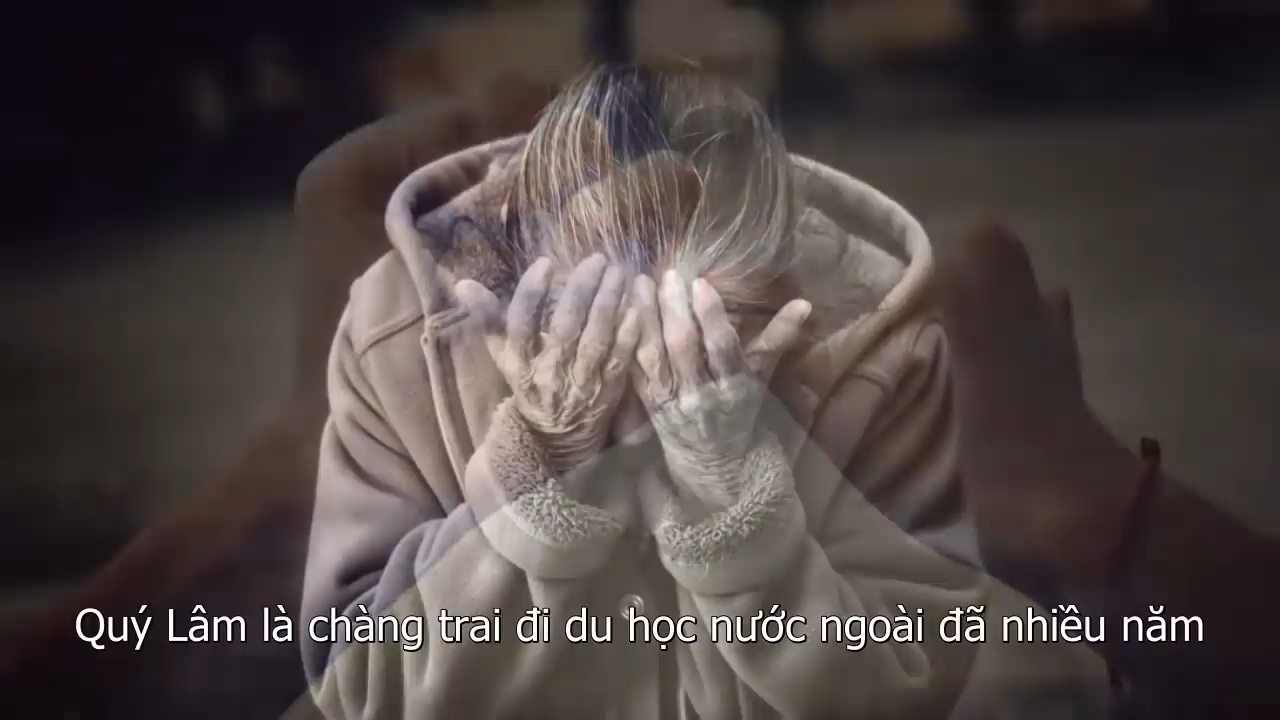 Quý Lâm là chàng trai đi du học nước ngoài đã nhiều năm